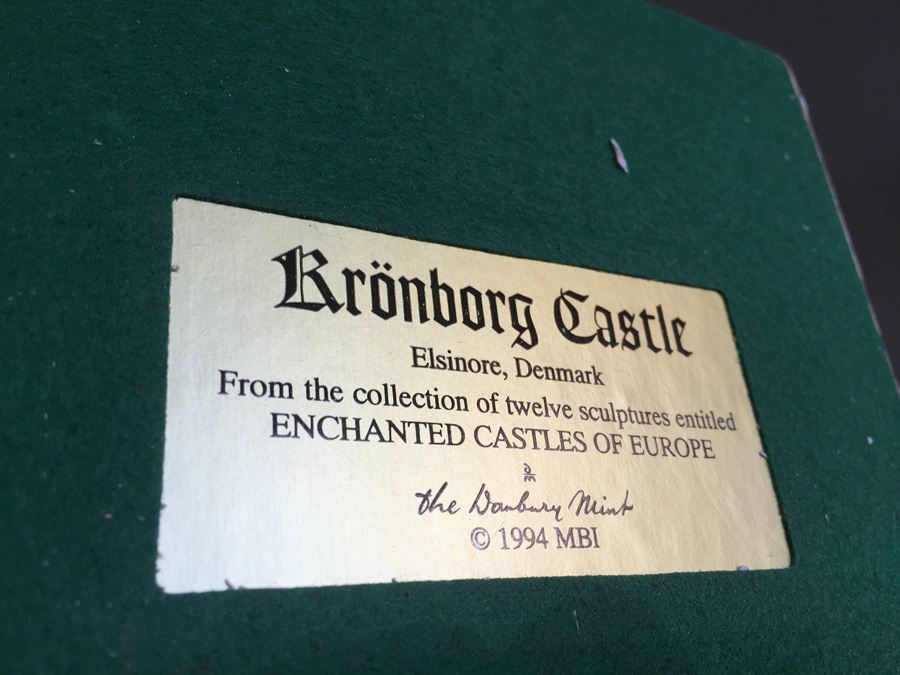 Krönborg Castle
Elsinore, Denmark
From the collection of twelve sculptures entitled
ENCHANTED CASTLES OF EUROPE
the Danbury Mint
© 1994 MBI